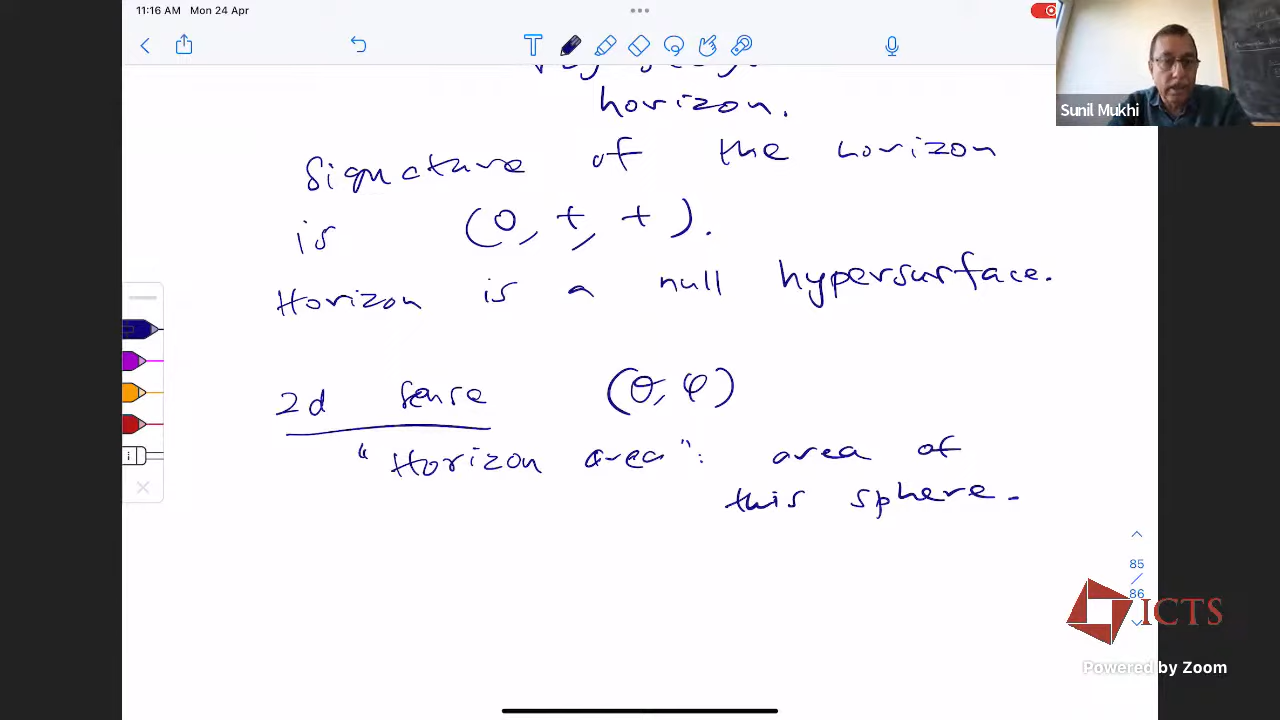 11:16 AM Mon 24 Apr
horizon.
Signature of the horizon
is (0, +, +).
Horizon is a null hypersurface.
2d sense (θ, φ)
"Horizon area": area of
this sphere.
Sunil Mukhi
85
/
86
ICTS
Powered by Zoom